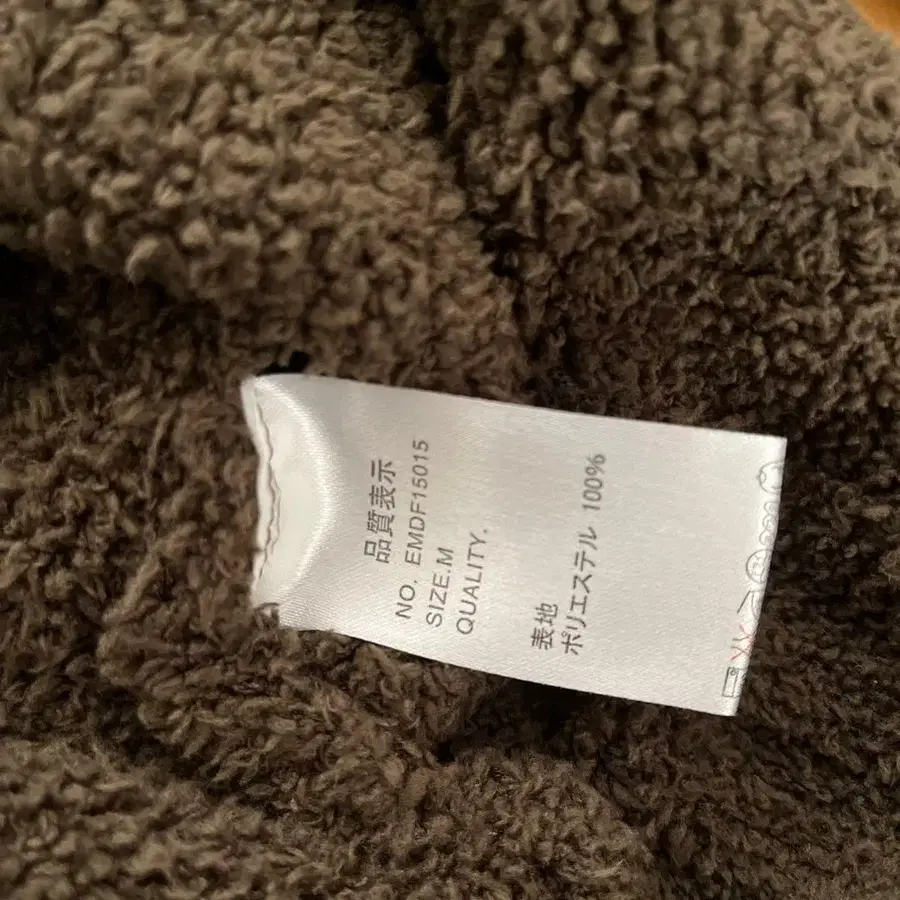 品質表示
NO. EMDF15015
SIZE.M
QUALITY.
表地
ポリエステル 100%